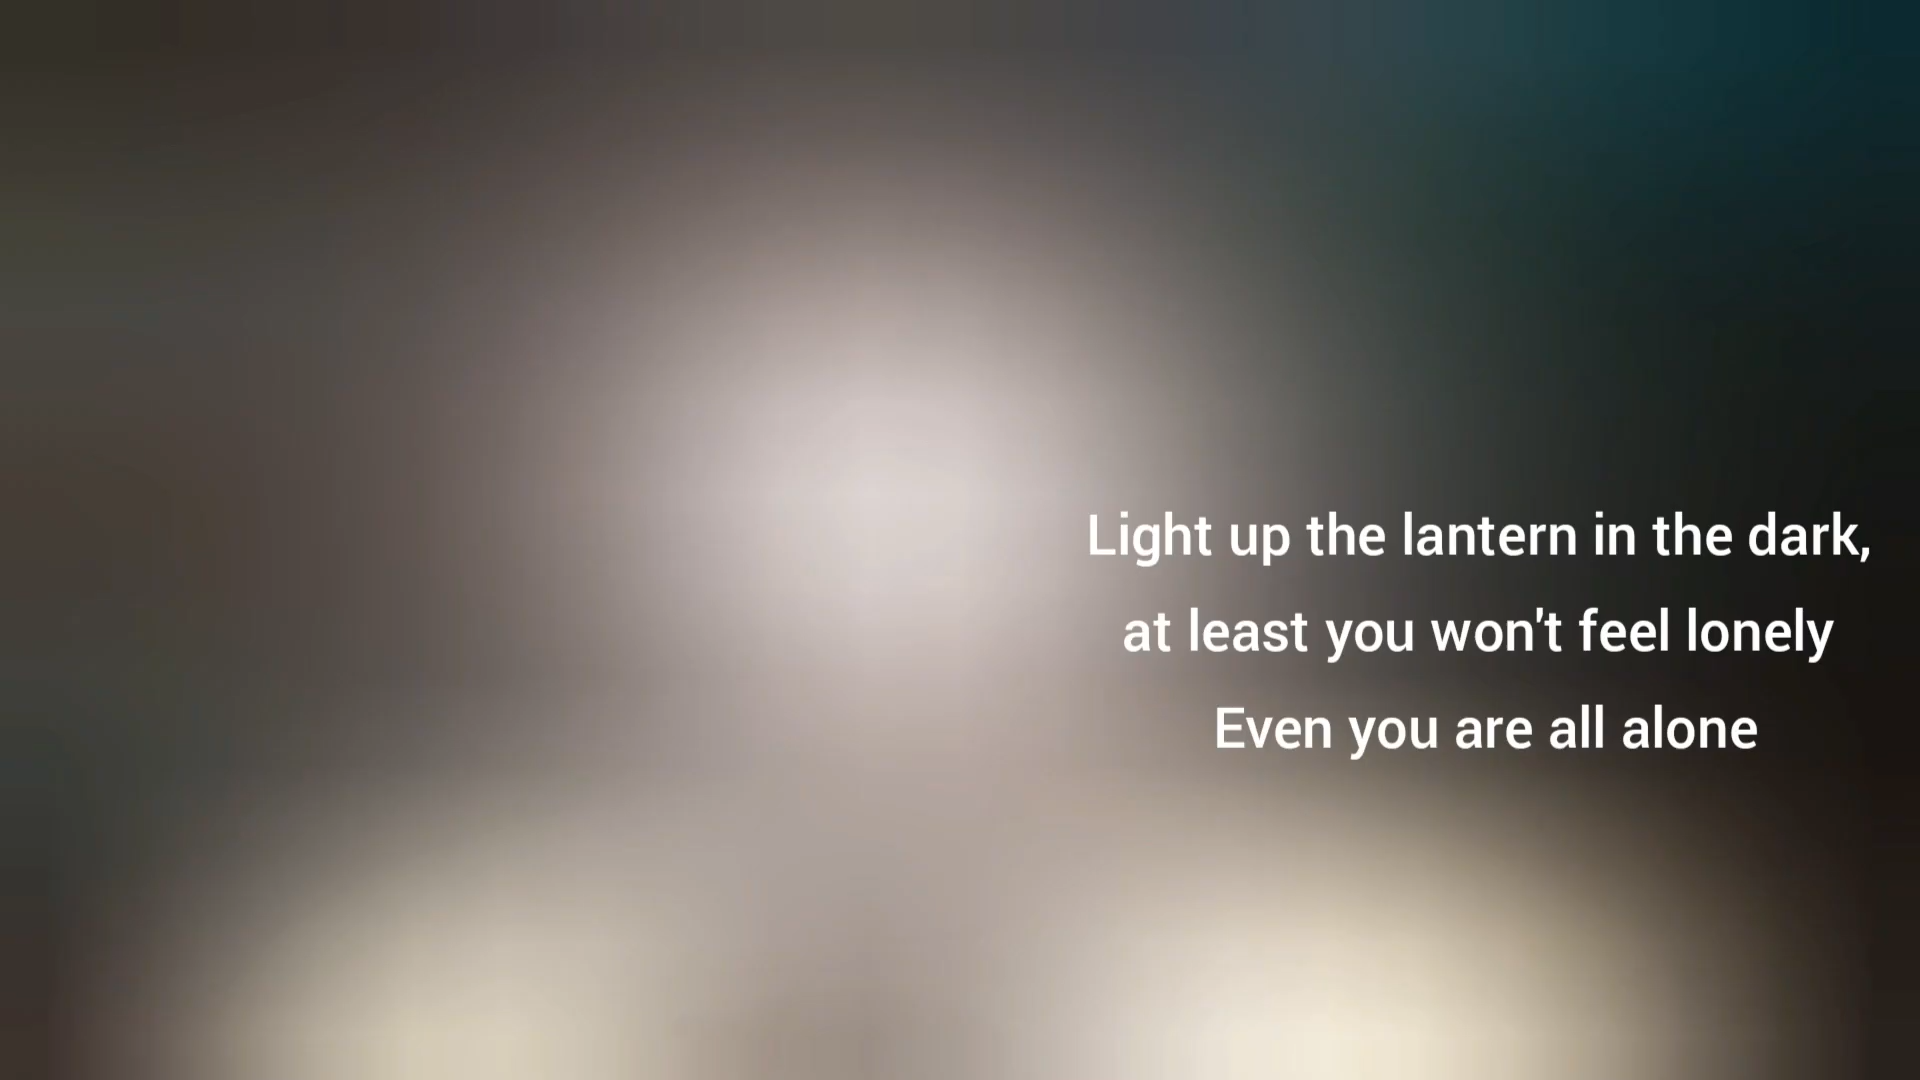 Light up the lantern in the dark,
at least you won't feel lonely
Even you are all alone